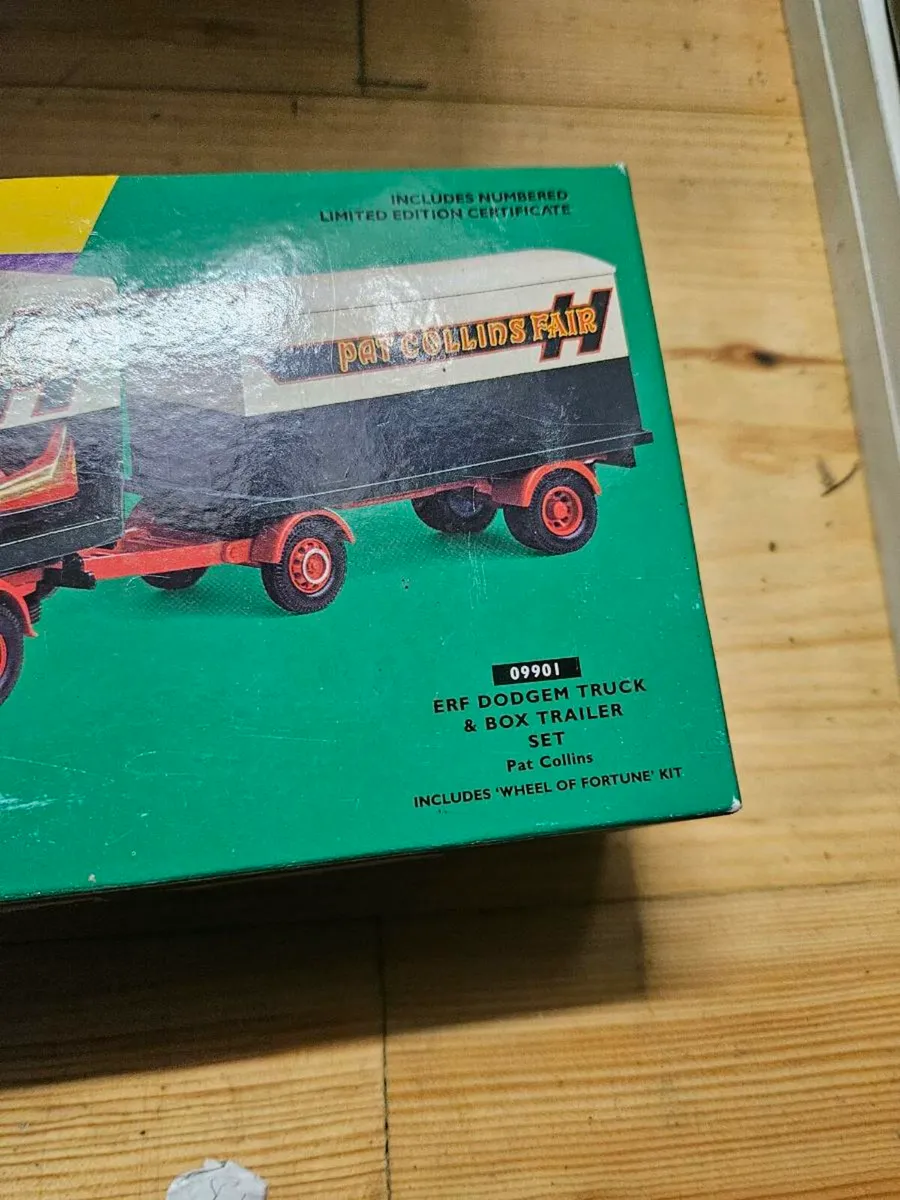 INCLUDES NUMBERED
LIMITED EDITION CERTIFICATE
PAT COLLINS FAIR
09901
ERF DODGEM TRUCK
& BOX TRAILER
SET
Pat Collins
INCLUDES 'WHEEL OF FORTUNE' KIT